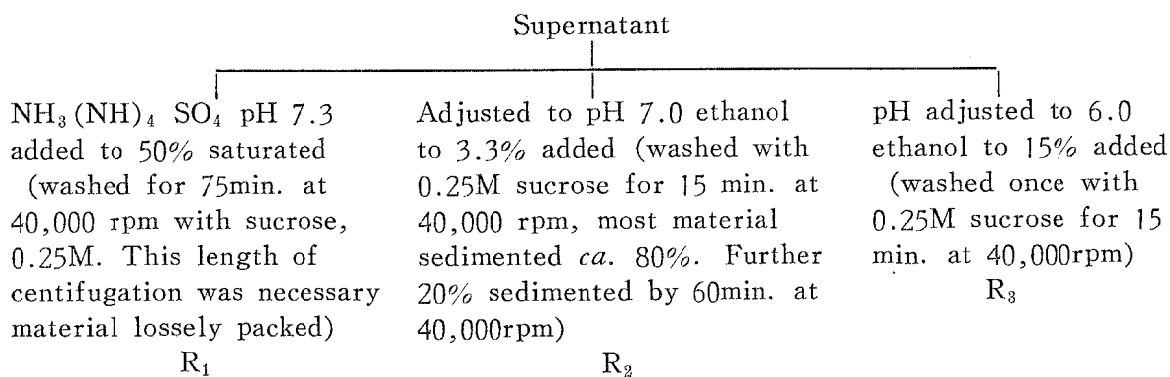 Supernatant
NH₃(NH)₄ SO₄ pH 7.3
added to 50% saturated
(washed for 75min. at
40,000 rpm with sucrose,
0.25M. This length of
centifugation was necessary
material lossely packed)
R₁
Adjusted to pH 7.0 ethanol
to 3.3% added (washed with
0.25M sucrose for 15 min. at
40,000 rpm, most material
sedimented ca. 80%. Further
20% sedimented by 60min. at
40,000rpm)
R₂
pH adjusted to 6.0
ethanol to 15% added
(washed once with
0.25M sucrose for 15
min. at 40,000rpm)
R₃